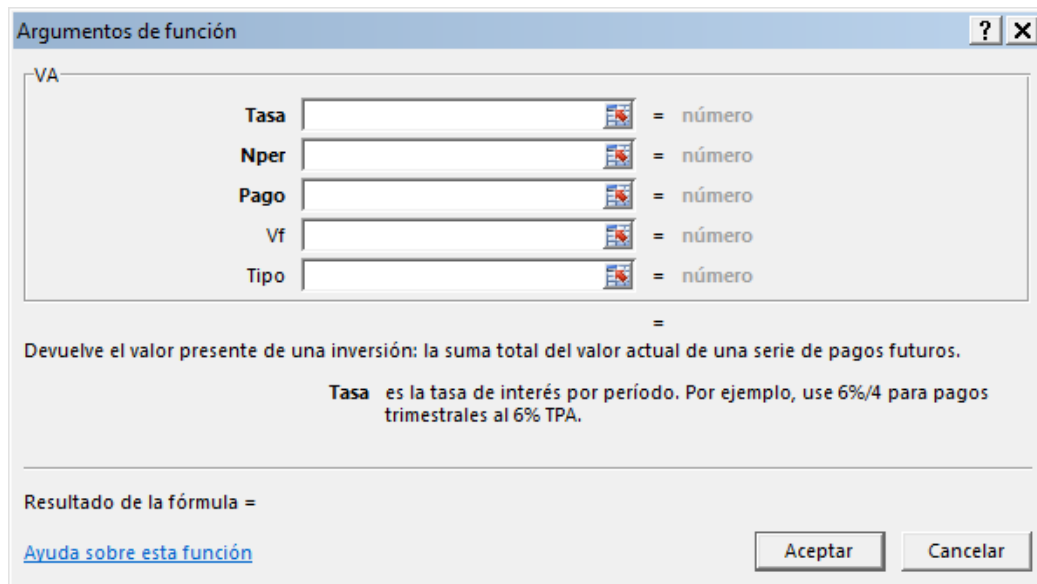 Argumentos de función
? X
VA
Tasa = número
Nper = número
Pago = número
Vf = número
Tipo = número
=
Devuelve el valor presente de una inversión: la suma total del valor actual de una serie de pagos futuros.
Tasa es la tasa de interés por período. Por ejemplo, use 6%/4 para pagos
trimestrales al 6% TPA.
Resultado de la fórmula =
Ayuda sobre esta función Aceptar Cancelar